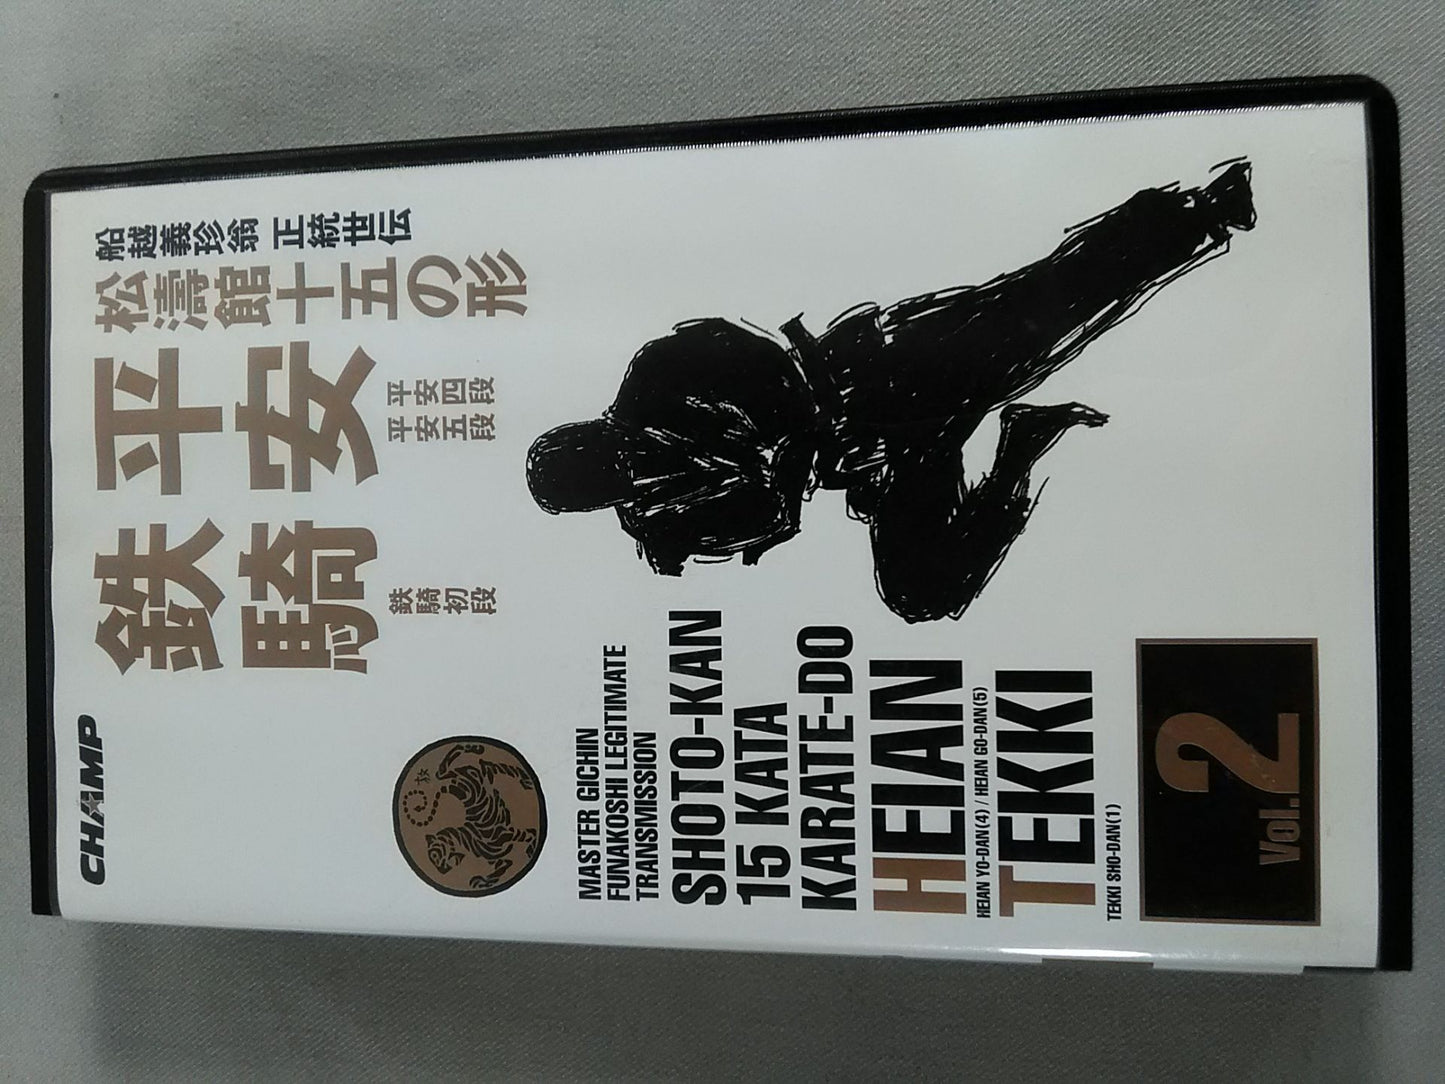 CHAMP
船越義珍翁 正統世伝
松濤館十五の形
平安
平安四段
平安五段
鉄騎
鉄騎初段
MASTER GICHIN
FUNAKOSHI LEGITIMATE
TRANSMISSION
SHOTO-KAN
15 KATA
KARATE-DO
HEIAN
HEIAN YO-DAN(4) / HEIAN GO-DAN(5)
TEKKI
TEKKI SHO-DAN(1)
Vol.2